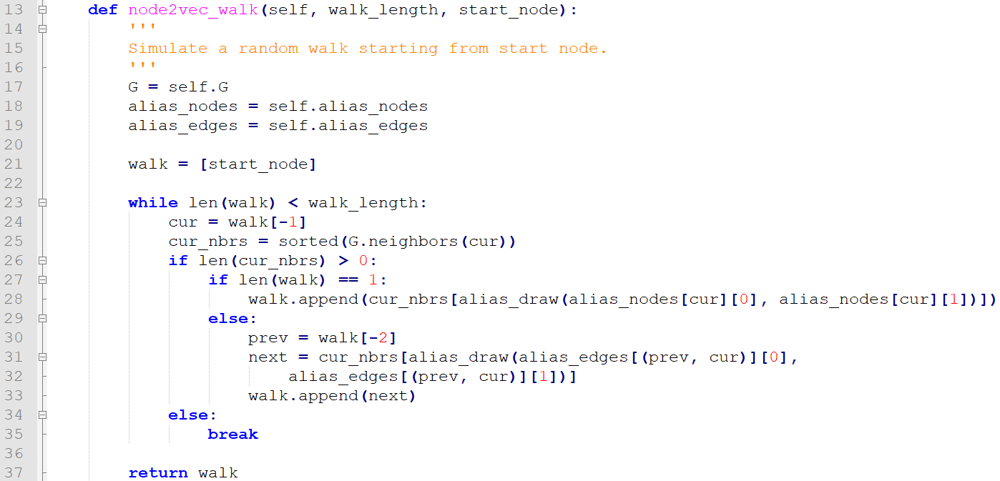 13 def node2vec_walk(self, walk_length, start_node):
14 '''
15 Simulate a random walk starting from start node.
16 '''
17 G = self.G
18 alias_nodes = self.alias_nodes
19 alias_edges = self.alias_edges
20
21 walk = [start_node]
22
23 while len(walk) < walk_length:
24 cur = walk[-1]
25 cur_nbrs = sorted(G.neighbors(cur))
26 if len(cur_nbrs) > 0:
27 if len(walk) == 1:
28 walk.append(cur_nbrs[alias_draw(alias_nodes[cur][0], alias_nodes[cur][1])])
29 else:
30 prev = walk[-2]
31 next = cur_nbrs[alias_draw(alias_edges[(prev, cur)][0],
32 alias_edges[(prev, cur)][1])]
33 walk.append(next)
34 else:
35 break
36
37 return walk